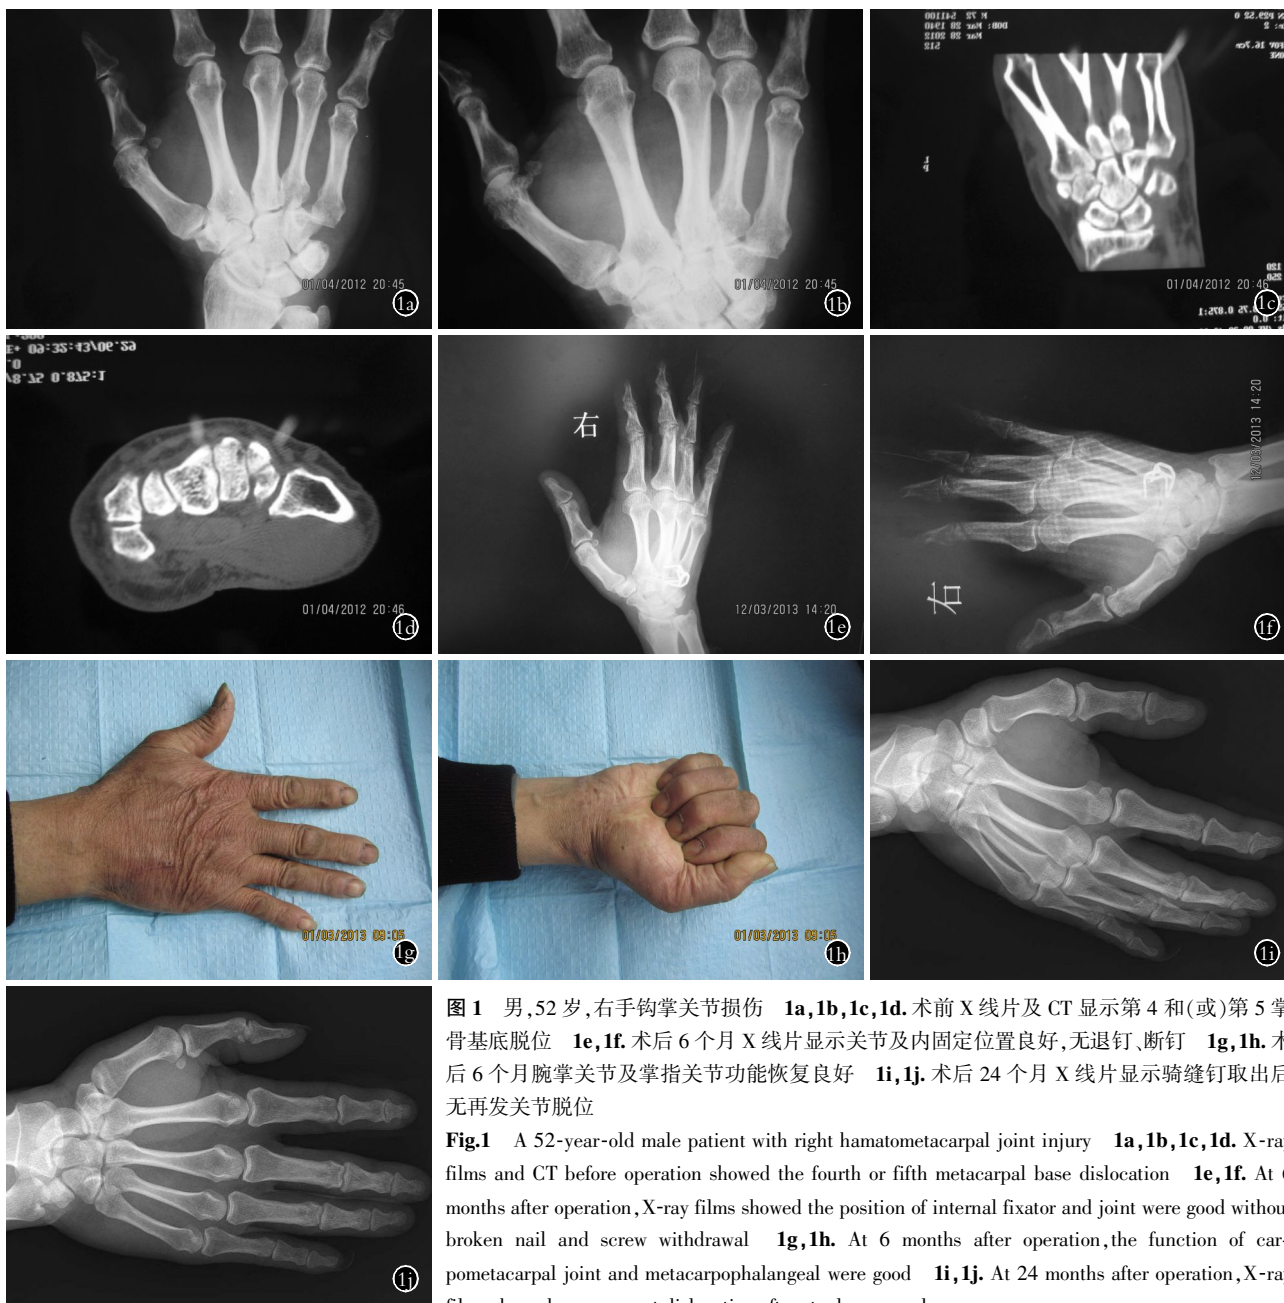 01/04/2012 20:45
1a
01/04/2012 20:45
1b
01/04/2012 20:46
1c
01/04/2012 20:46
1d
右
12/03/2013 14:20
1e
12/03/2013 14:20
右
1f
01/03/2013 09:05
1g
01/03/2013 09:05
1h
1i
1j
图1 男,52岁,右手钩掌关节损伤 1a,1b,1c,1d. 术前X线片及CT显示第4和(或)第5掌
骨基底脱位 1e,1f. 术后6个月X线片显示关节及内固定位置良好,无退钉、断钉 1g,1h. 术
后6个月腕掌关节及掌指关节功能恢复良好 1i,1j. 术后24个月X线片显示骑缝钉取出后
无再发关节脱位
Fig.1 A 52-year-old male patient with right hamatometacarpal joint injury 1a,1b,1c,1d. X-ray
films and CT before operation showed the fourth or fifth metacarpal base dislocation 1e,1f. At
months after operation,X-ray films showed the position of internal fixator and joint were good withou
broken nail and screw withdrawal 1g,1h. At 6 months after operation,the function of car-
pometacarpal joint and metacarpophalangeal were good 1i,1j. At 24 months after operation,X-ray